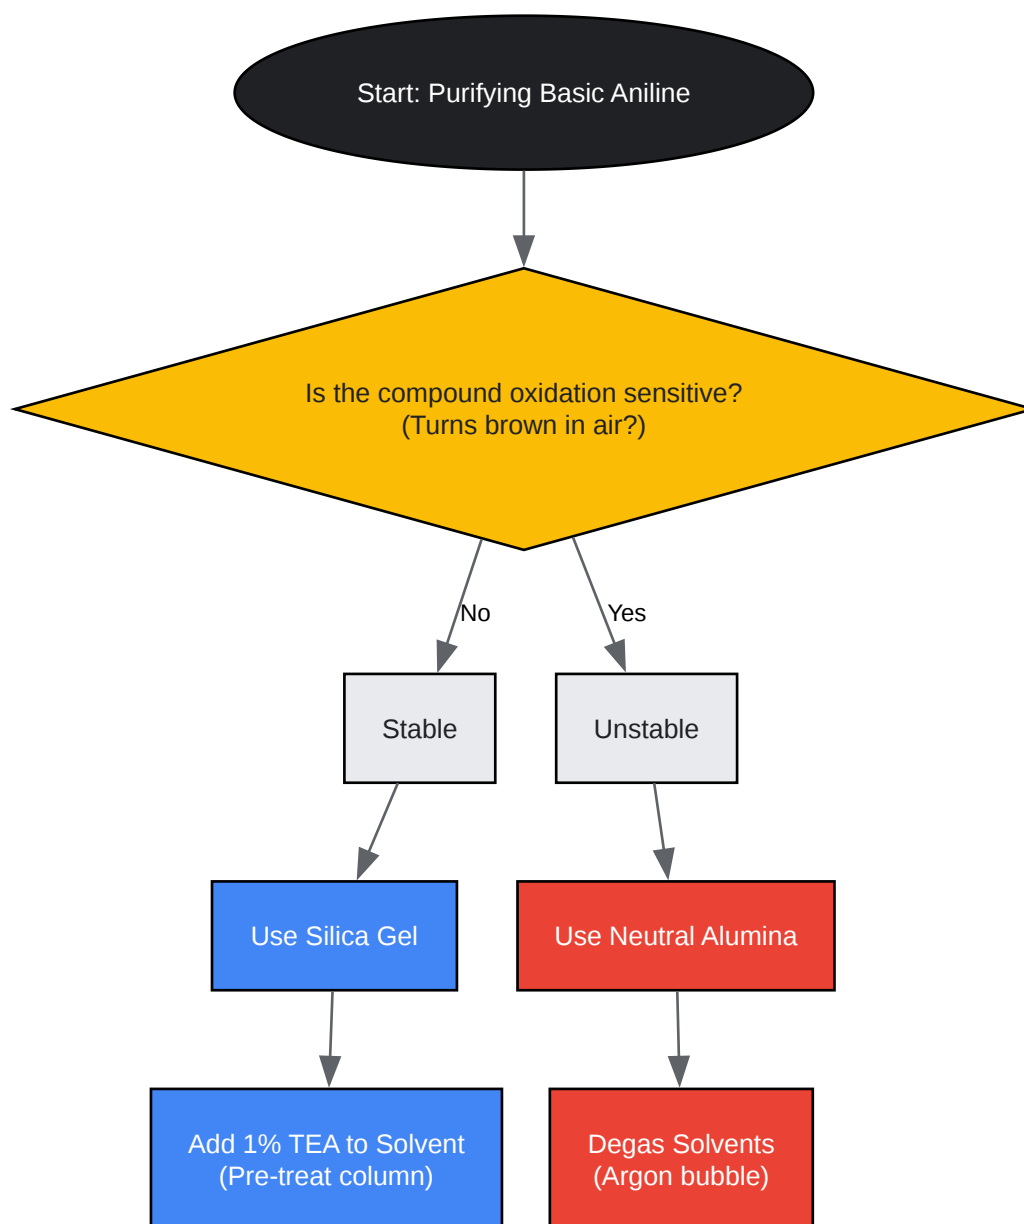 Start: Purifying Basic Aniline
Is the compound oxidation sensitive?
(Turns brown in air?)
No
Yes
Stable
Unstable
Use Silica Gel
Use Neutral Alumina
Add 1% TEA to Solvent
(Pre-treat column)
Degas Solvents
(Argon bubble)